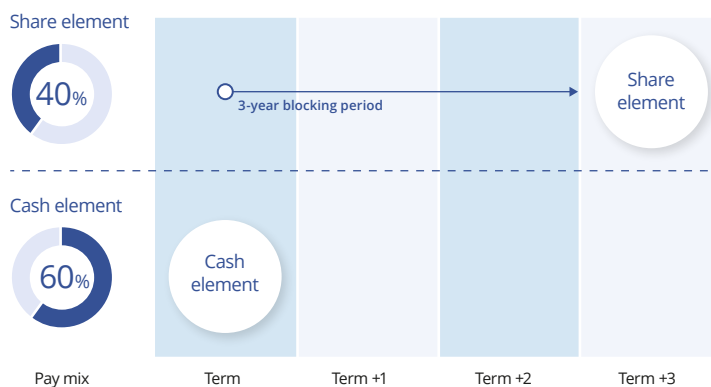 Share element
40%
3-year blocking period
Share
element
Cash element
60%
Cash
element
Pay mix
Term
Term +1
Term +2
Term +3